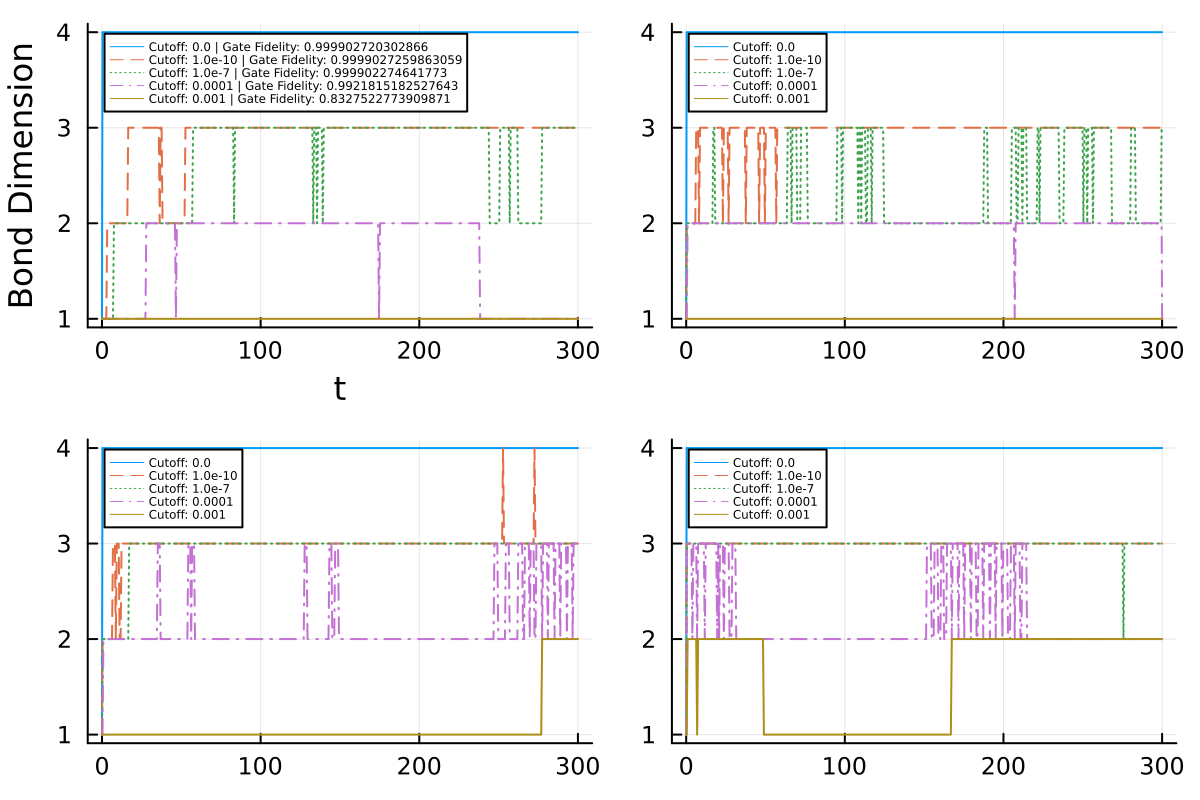 Bond Dimension
4
3
2
1
Cutoff: 0.0 | Gate Fidelity: 0.999902720302866
Cutoff: 1.0e-10 | Gate Fidelity: 0.9999027259863059
Cutoff: 1.0e-7 | Gate Fidelity: 0.999902274641773
Cutoff: 0.0001 | Gate Fidelity: 0.9921815182527643
Cutoff: 0.001 | Gate Fidelity: 0.8327522773909871
0 100 200 300
t
4
3
2
1
Cutoff: 0.0
Cutoff: 1.0e-10
Cutoff: 1.0e-7
Cutoff: 0.0001
Cutoff: 0.001
0 100 200 300
4
3
2
1
Cutoff: 0.0
Cutoff: 1.0e-10
Cutoff: 1.0e-7
Cutoff: 0.0001
Cutoff: 0.001
0 100 200 300
4
3
2
1
Cutoff: 0.0
Cutoff: 1.0e-10
Cutoff: 1.0e-7
Cutoff: 0.0001
Cutoff: 0.001
0 100 200 300